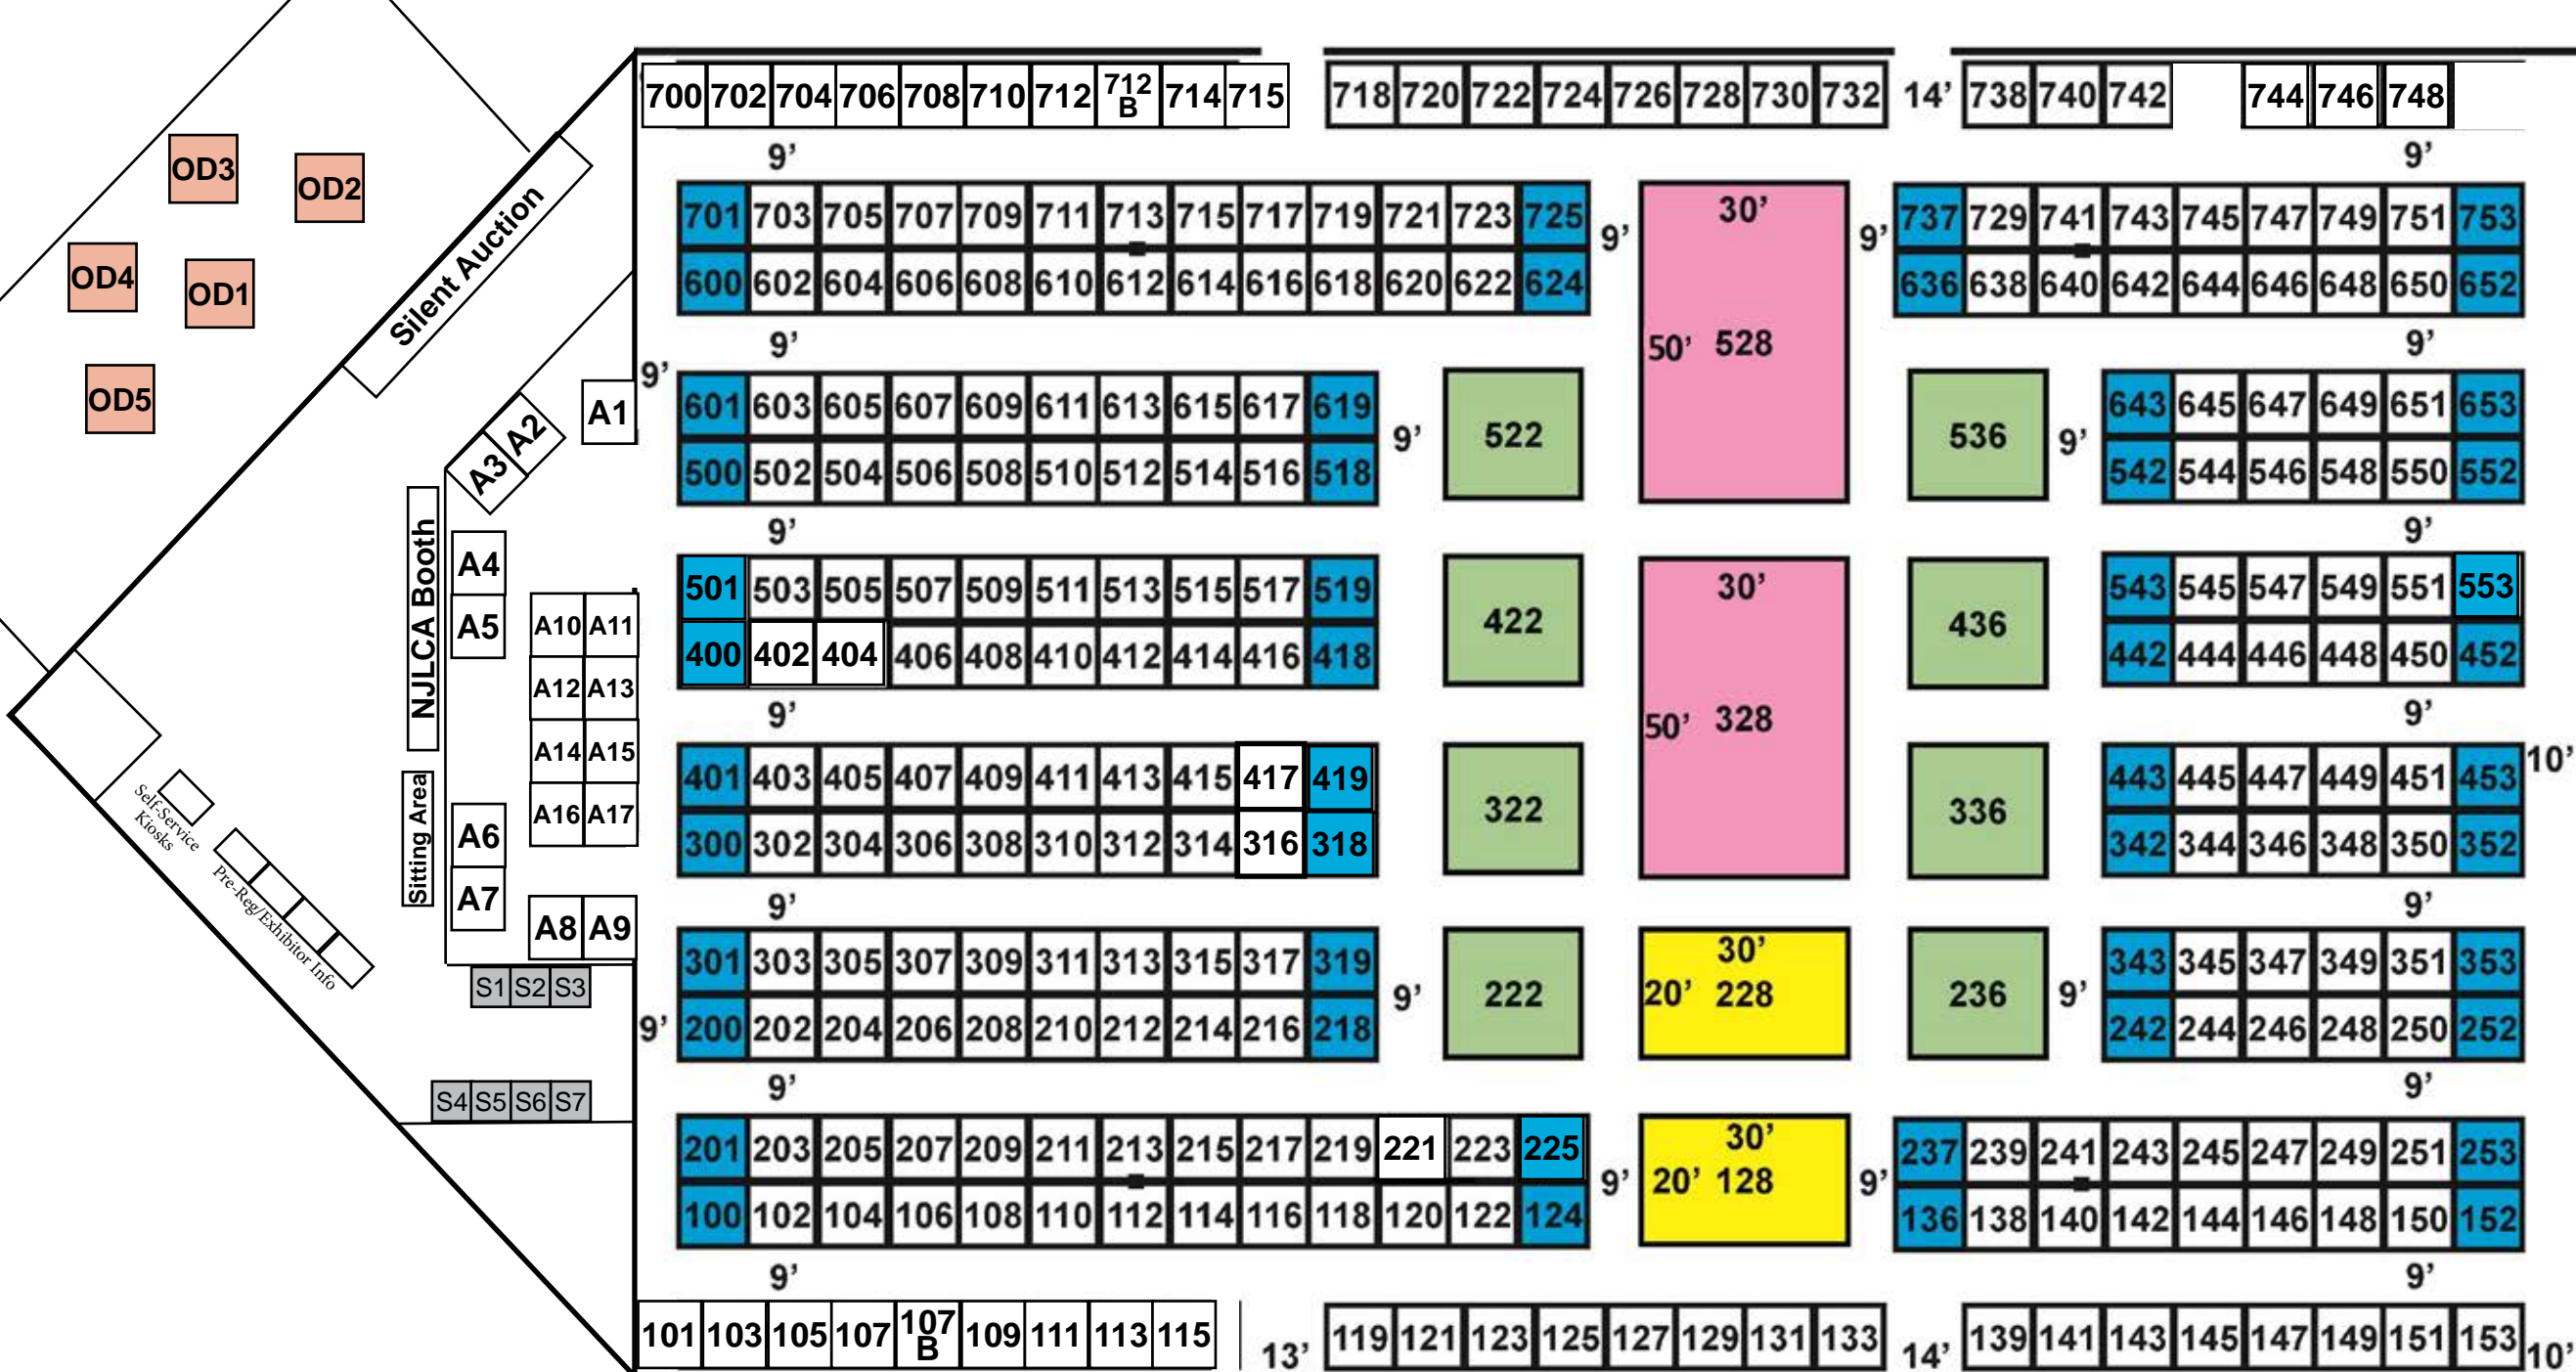 700 702 704 706 708 710 712 712 B 714 715 718 720 722 724 726 728 730 732 14’ 738 740 742 744 746 748
9’ 9’
701 703 705 707 709 711 713 715 717 719 721 723 725 9’ 30’ 9’ 737 729 741 743 745 747 749 751 753
600 602 604 606 608 610 612 614 616 618 620 622 624 636 638 640 642 644 646 648 650 652
50’ 528
9’ 9’
9’
601 603 605 607 609 611 613 615 617 619 9’ 522 536 9’ 643 645 647 649 651 653
500 502 504 506 508 510 512 514 516 518 542 544 546 548 550 552
9’ 9’
501 503 505 507 509 511 513 515 517 519 422 30’ 436 543 545 547 549 551 553
400 402 404 406 408 410 412 414 416 418 442 444 446 448 450 452
50’ 328
9’ 9’
401 403 405 407 409 411 413 415 417 419 322 336 443 445 447 449 451 453 10’
300 302 304 306 308 310 312 314 316 318 342 344 346 348 350 352
9’ 9’
301 303 305 307 309 311 313 315 317 319 9’ 222 30’ 236 9’ 343 345 347 349 351 353
20’ 228
9’ 200 202 204 206 208 210 212 214 216 218 242 244 246 248 250 252
9’ 9’
201 203 205 207 209 211 213 215 217 219 221 223 225 9’ 30’ 9’ 237 239 241 243 245 247 249 251 253
20’ 128
100 102 104 106 108 110 112 114 116 118 120 122 124 136 138 140 142 144 146 148 150 152
9’ 9’
101 103 105 107 107 B 109 111 113 115 13’ 119 121 123 125 127 129 131 133 14’ 139 141 143 145 147 149 151 153 10’
OD3
OD2
OD4
OD1
OD5
Silent Auction
A1
A2
A3
NJLCA Booth
A4
A5
A10 A11
A12 A13
A14 A15
A16 A17
Sitting Area
A6
A7
A8 A9
Self-Service
Kiosks
Pre-Reg/Exhibitor Info
S1 S2 S3
S4 S5 S6 S7